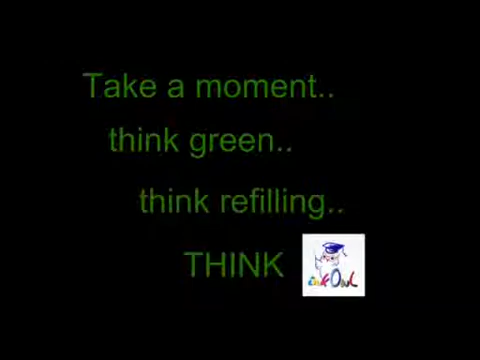 Take a moment..
think green..
think refilling..
THINK
inkOwl